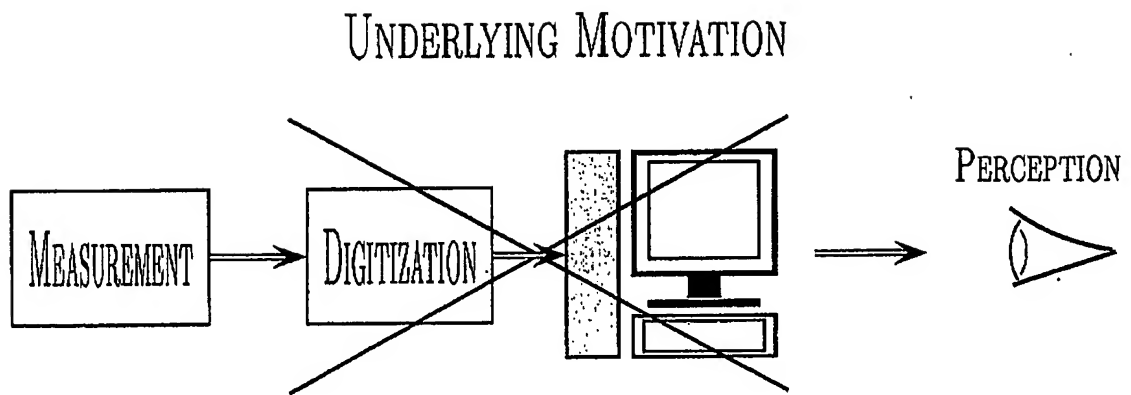 UNDERLYING MOTIVATION
PERCEPTION
MEASUREMENT
DIGITIZATION